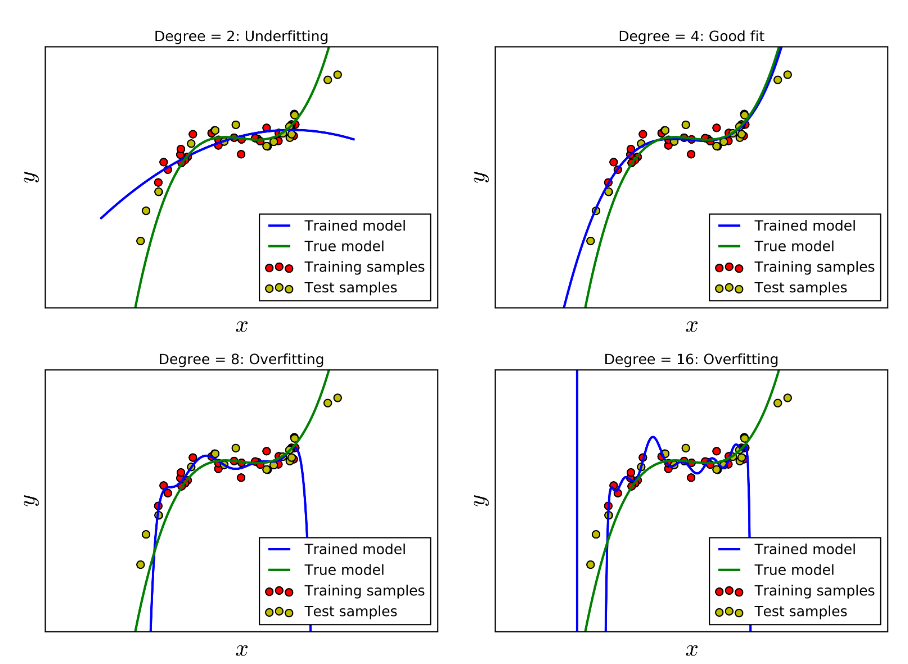 Degree = 2: Underfitting
y
Trained model
True model
Training samples
Test samples
x
Degree = 4: Good fit
y
Trained model
True model
Training samples
Test samples
x
Degree = 8: Overfitting
y
Trained model
True model
Training samples
Test samples
x
Degree = 16: Overfitting
y
Trained model
True model
Training samples
Test samples
x